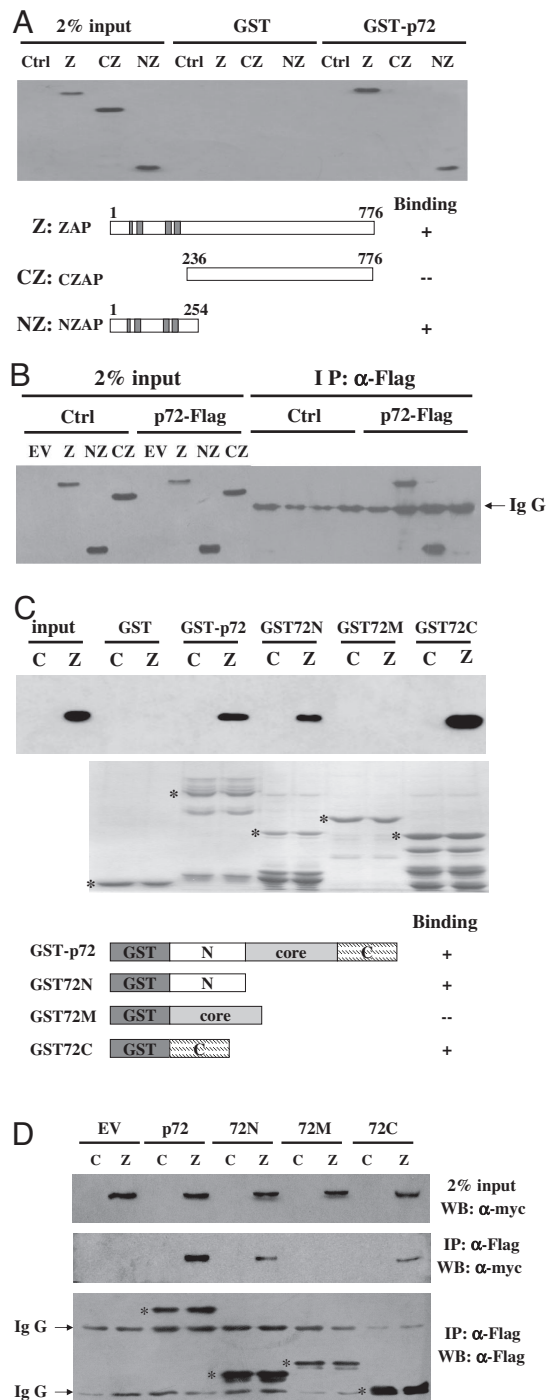 A
2% input GST GST-p72
Ctrl Z CZ NZ Ctrl Z CZ NZ Ctrl Z CZ NZ
Binding
1 776
Z: ZAP +
236 776
CZ: CZAP --
1 254
NZ: NZAP +
B
2% input I P: α-Flag
Ctrl p72-Flag Ctrl p72-Flag
EV Z NZ CZ EV Z NZ CZ
← Ig G
C
input GST GST-p72 GST72N GST72M GST72C
C Z C Z C Z C Z C Z C Z
* * * * *
Binding
GST-p72 GST N core C +
GST72N GST N +
GST72M GST core --
GST72C GST C +
D
EV p72 72N 72M 72C
C Z C Z C Z C Z C Z
2% input
WB: α-myc
IP: α-Flag
WB: α-myc
*
Ig G →
IP: α-Flag
WB: α-Flag
* *
Ig G → *